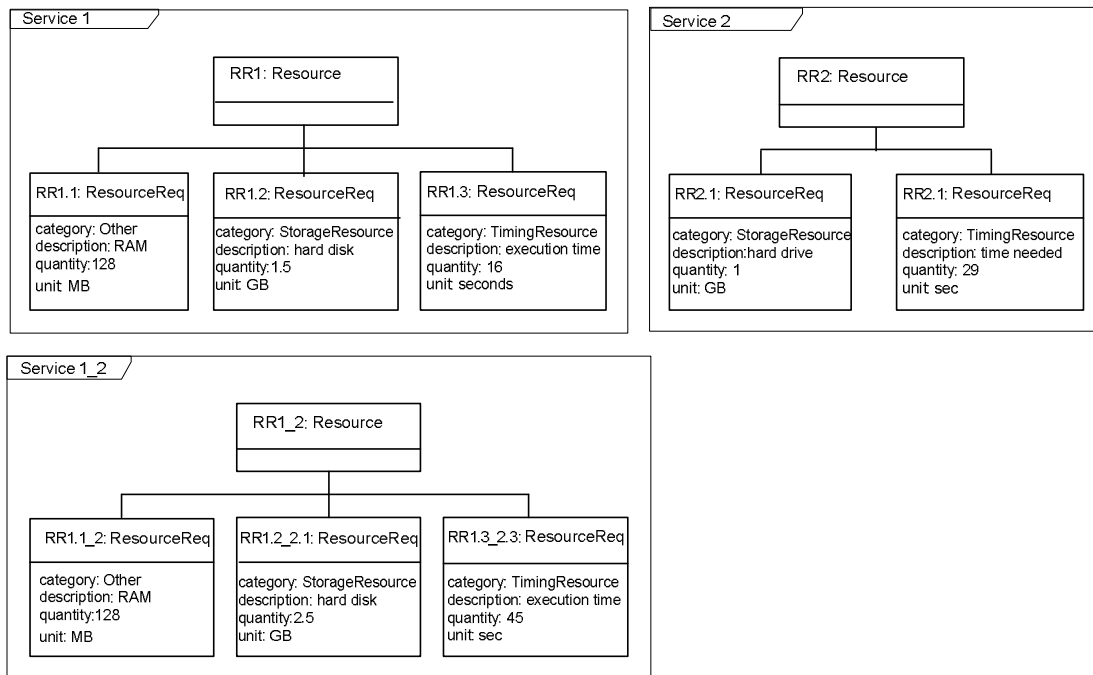 Service 1
RR1: Resource
RR1.1: ResourceReq
category: Other
description: RAM
quantity:128
unit: MB
RR1.2: ResourceReq
category: StorageResource
description: hard disk
quantity:1.5
unit: GB
RR1.3: ResourceReq
category: TimingResource
description: execution time
quantity: 16
unit: seconds
Service 2
RR2: Resource
RR2.1: ResourceReq
category: StorageResource
description:hard drive
quantity: 1
unit: GB
RR2.1: ResourceReq
category: TimingResource
description: time needed
quantity: 29
unit: sec
Service 1_2
RR1_2: Resource
RR1.1_2: ResourceReq
category: Other
description: RAM
quantity:128
unit: MB
RR1.2_2.1: ResourceReq
category: StorageResource
description: hard disk
quantity:2.5
unit: GB
RR1.3_2.3: ResourceReq
category: TimingResource
description: execution time
quantity: 45
unit: sec